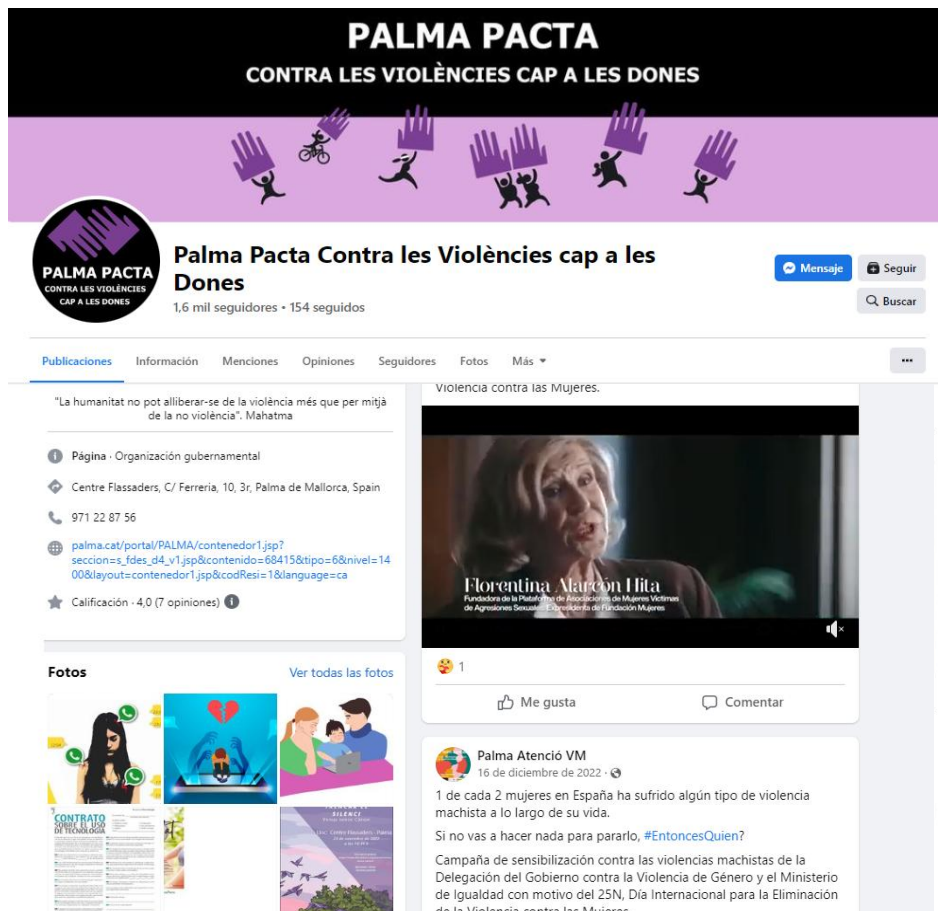 PALMA PACTA
CONTRA LES VIOLÈNCIES CAP A LES DONES
PALMA PACTA
CONTRA LES VIOLÈNCIES
CAP A LES DONES
Palma Pacta Contra les Violències cap a les
Dones
1,6 mil seguidores • 154 seguidos
Mensaje
Seguir
Buscar
Publicaciones Información Menciones Opiniones Seguidores Fotos Más
"La humanitat no pot alliberar-se de la violència més que per mitjà
de la no violència". Mahatma
Página · Organización gubernamental
Centre Flassaders, C/ Ferreria, 10, 3r, Palma de Mallorca, Spain
971 22 87 56
palma.cat/portal/PALMA/contenedor1.jsp?
seccion=s_fdes_d4_v1.jsp&contenido=68415&tipo=6&nivel=14
00&layout=contenedor1.jsp&codResi=1&language=ca
Calificación · 4,0 (7 opiniones)
Fotos Ver todas las fotos
CONTRATO
SOBRE EL USO
DE TECNOLOGÍA
Violencia contra las Mujeres.
Florentina Alarcón Hita
Fundadora de la Plataforma de Asociaciones de Mujeres Víctimas
de Agresiones Sexuales. Expresidenta de Fundación Mujeres
1
Me gusta Comentar
Palma Atenció VM
16 de diciembre de 2022 ·
1 de cada 2 mujeres en España ha sufrido algún tipo de violencia
machista a lo largo de su vida.
Si no vas a hacer nada para pararlo, #EntoncesQuien?
Campaña de sensibilización contra las violencias machistas de la
Delegación del Gobierno contra la Violencia de Género y el Ministerio
de Igualdad con motivo del 25N, Día Internacional para la Eliminación
de la Violencia contra las Mujeres.